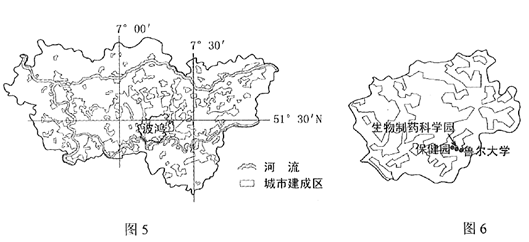 7° 00′
7° 30′
波鸿
51° 30′N
河 流
城市建成区
图 5
生物制药科学园
保健园
鲁尔大学
图 6